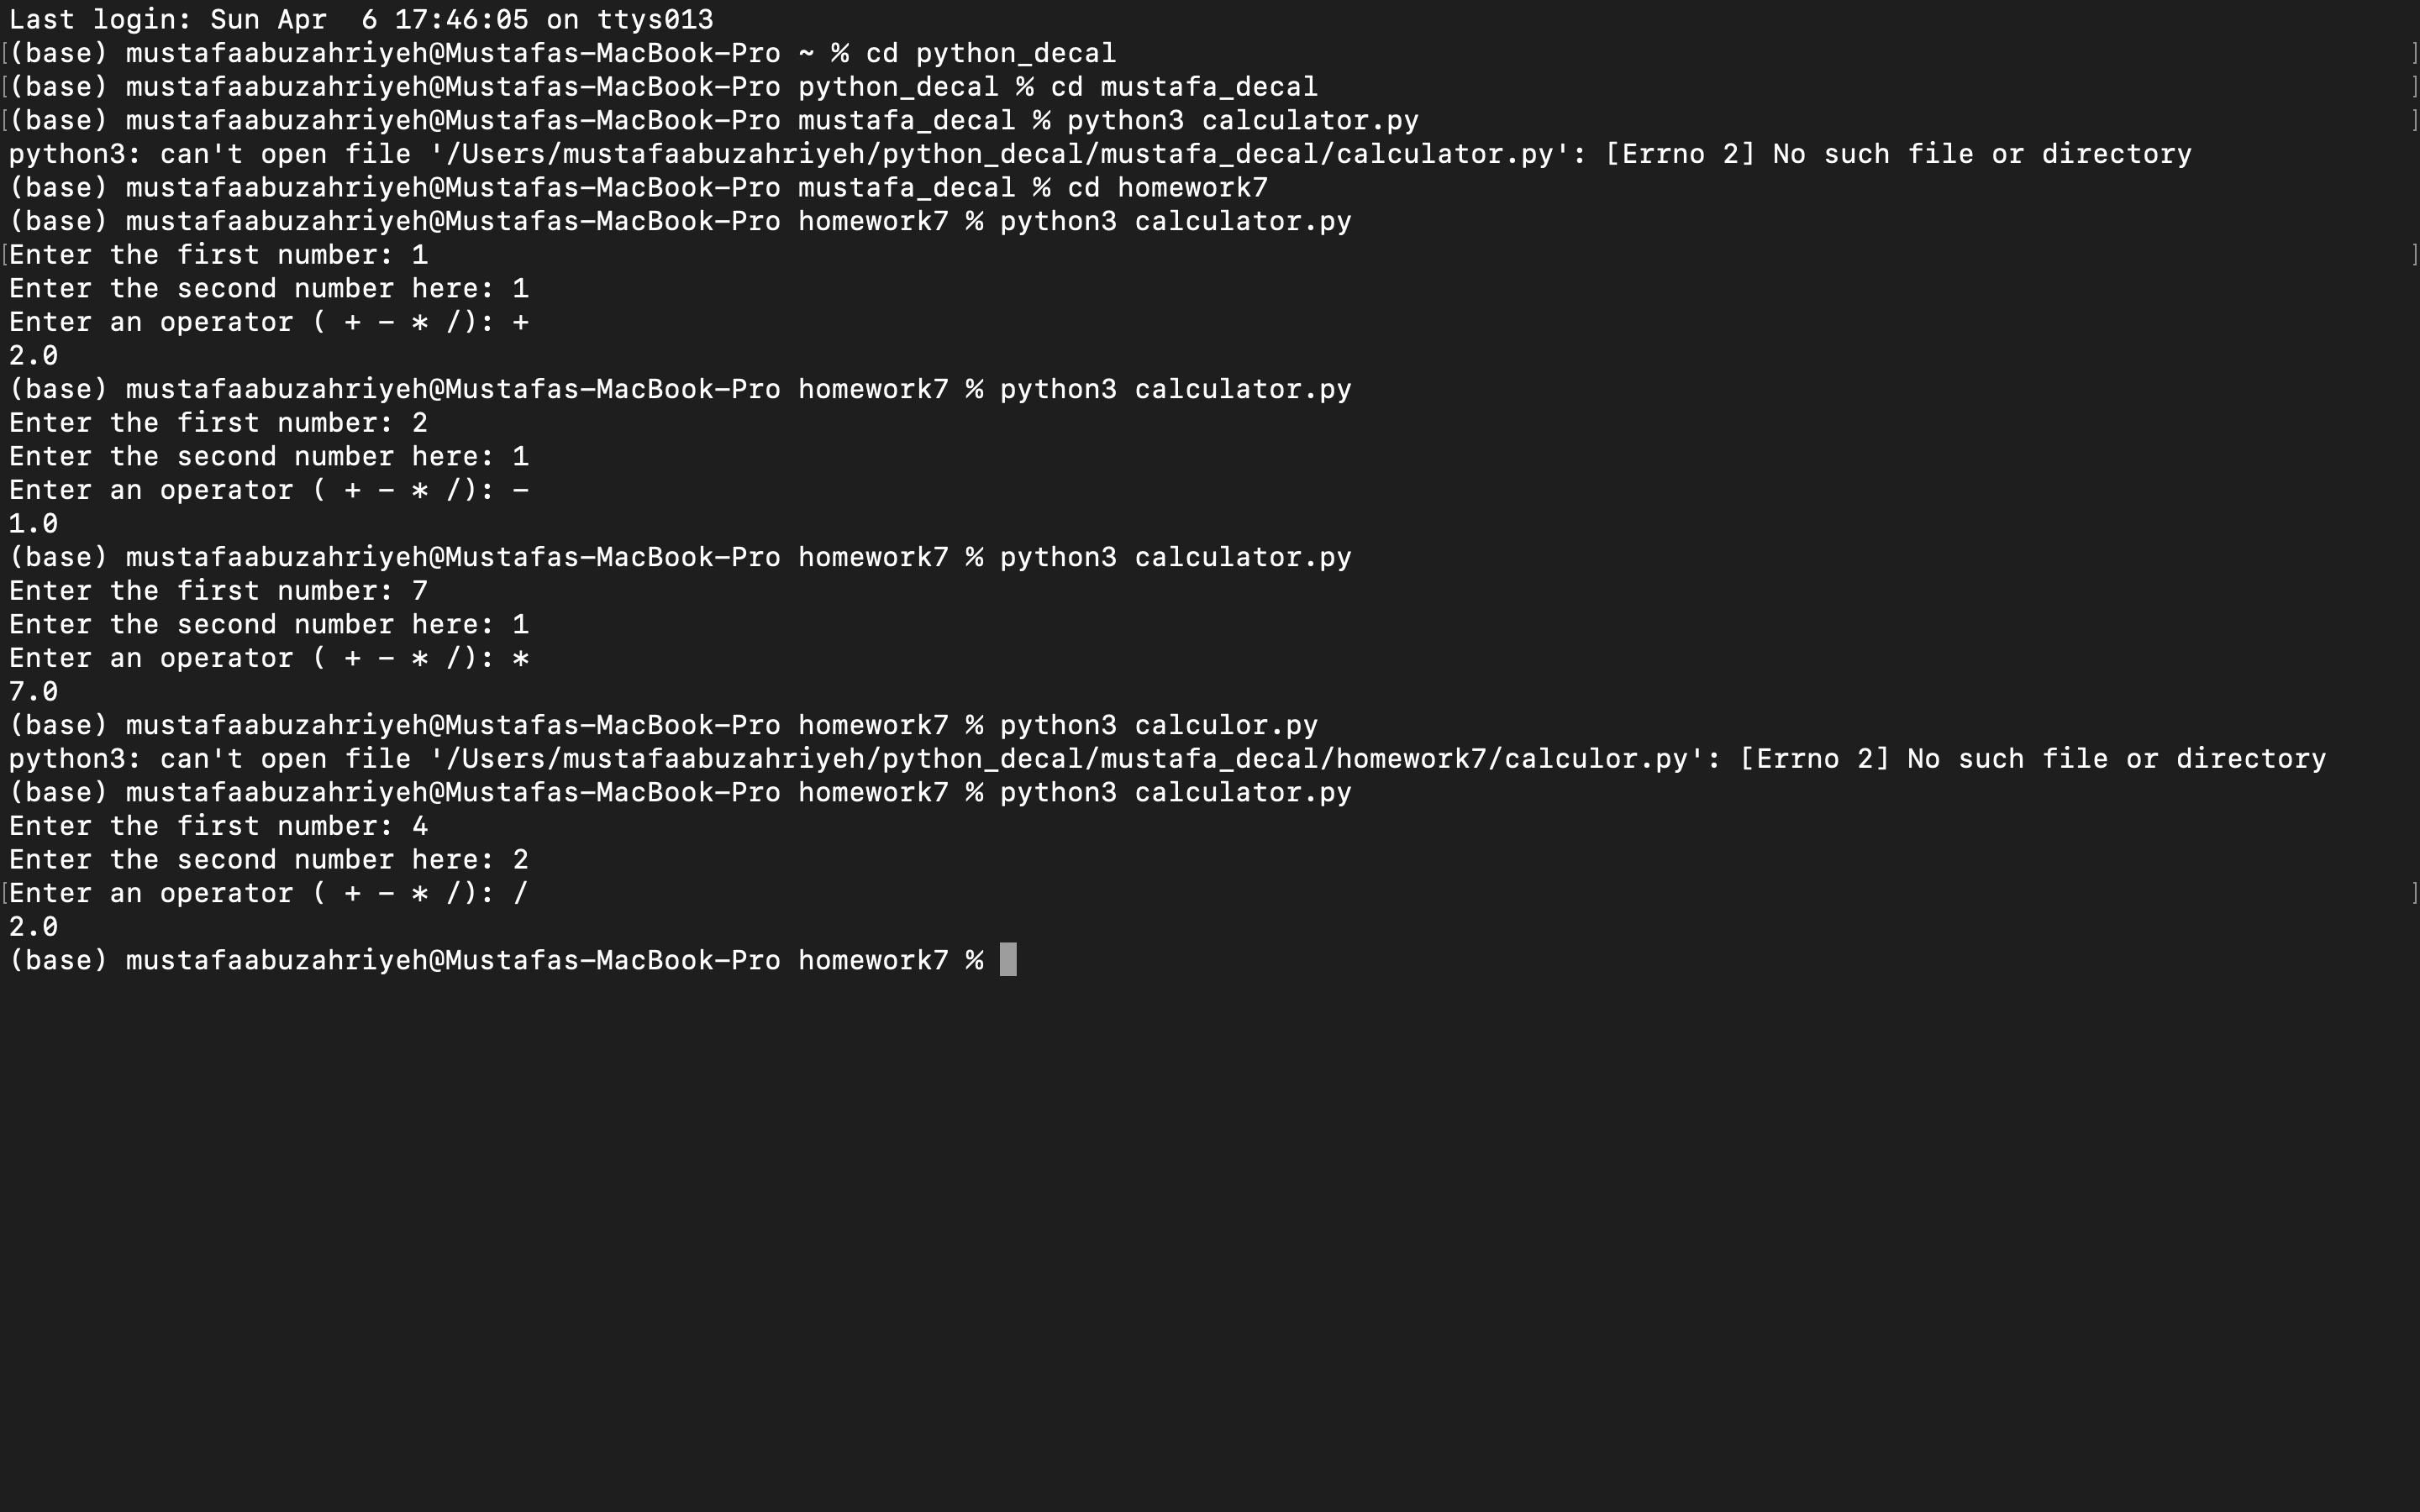 Last login: Sun Apr  6 17:46:05 on ttys013
[(base) mustafaabuzahriyeh@Mustafas-MacBook-Pro ~ % cd python_decal ]
[(base) mustafaabuzahriyeh@Mustafas-MacBook-Pro python_decal % cd mustafa_decal ]
[(base) mustafaabuzahriyeh@Mustafas-MacBook-Pro mustafa_decal % python3 calculator.py ]
python3: can't open file '/Users/mustafaabuzahriyeh/python_decal/mustafa_decal/calculator.py': [Errno 2] No such file or directory
(base) mustafaabuzahriyeh@Mustafas-MacBook-Pro mustafa_decal % cd homework7
(base) mustafaabuzahriyeh@Mustafas-MacBook-Pro homework7 % python3 calculator.py
[Enter the first number: 1 ]
Enter the second number here: 1
Enter an operator ( + - * /): +
2.0
(base) mustafaabuzahriyeh@Mustafas-MacBook-Pro homework7 % python3 calculator.py
Enter the first number: 2
Enter the second number here: 1
Enter an operator ( + - * /): -
1.0
(base) mustafaabuzahriyeh@Mustafas-MacBook-Pro homework7 % python3 calculator.py
Enter the first number: 7
Enter the second number here: 1
Enter an operator ( + - * /): *
7.0
(base) mustafaabuzahriyeh@Mustafas-MacBook-Pro homework7 % python3 calculor.py
python3: can't open file '/Users/mustafaabuzahriyeh/python_decal/mustafa_decal/homework7/calculor.py': [Errno 2] No such file or directory
(base) mustafaabuzahriyeh@Mustafas-MacBook-Pro homework7 % python3 calculator.py
Enter the first number: 4
Enter the second number here: 2
[Enter an operator ( + - * /): / ]
2.0
(base) mustafaabuzahriyeh@Mustafas-MacBook-Pro homework7 %